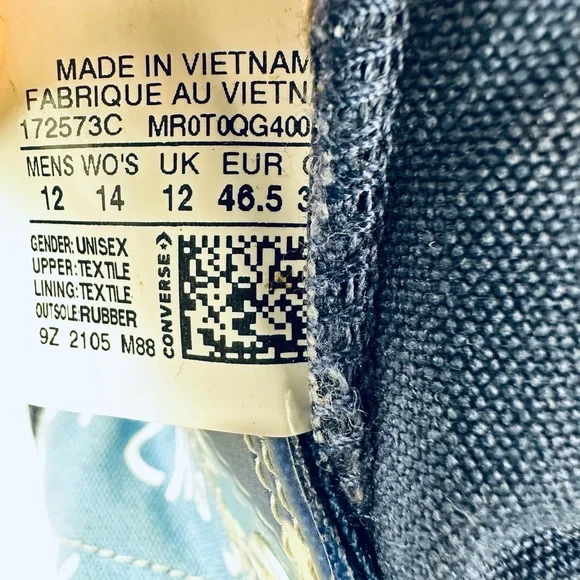 MADE IN VIETNAM
FABRIQUE AU VIETN
172573C MR0T0QG400
MENS WO'S UK EUR
12 14 12 46.5 3
GENDER: UNISEX
UPPER: TEXTILE
LINING: TEXTILE
OUTSOLE: RUBBER
9Z 2105 M88
CONVERSE